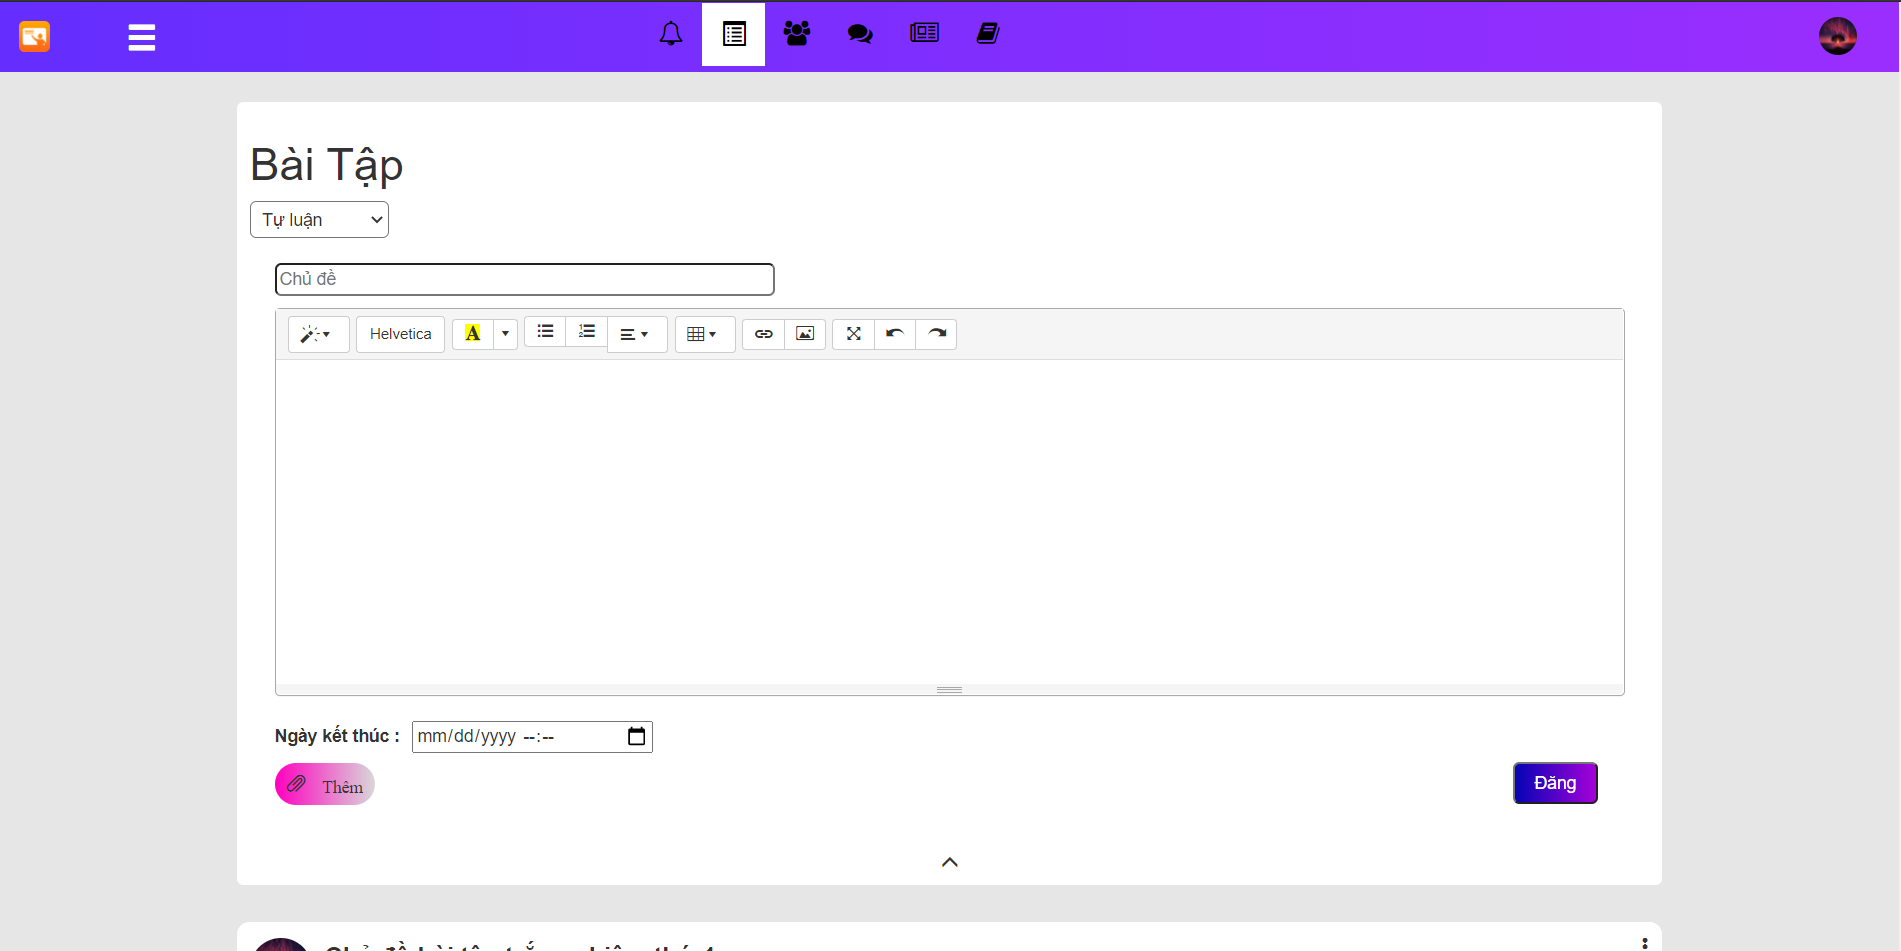 Bài Tập
Tự luận
Chủ đề
Helvetica A
Ngày kết thúc : mm/dd/yyyy --:--
Thêm Đăng